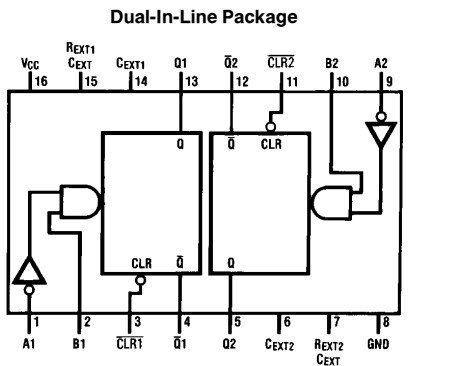 Dual-In-Line Package
REXT1
VCC CEXT CEXT1 Q1 Q̅2 C̅L̅R̅2̅ B2 A2
16 15 14 13 12 11 10 9
Q Q̅ CLR
CLR Q̅ Q
1 2 3 4 5 6 7 8
A1 B1 C̅L̅R̅1̅ Q̅1 Q2 CEXT2 REXT2 GND
CEXT